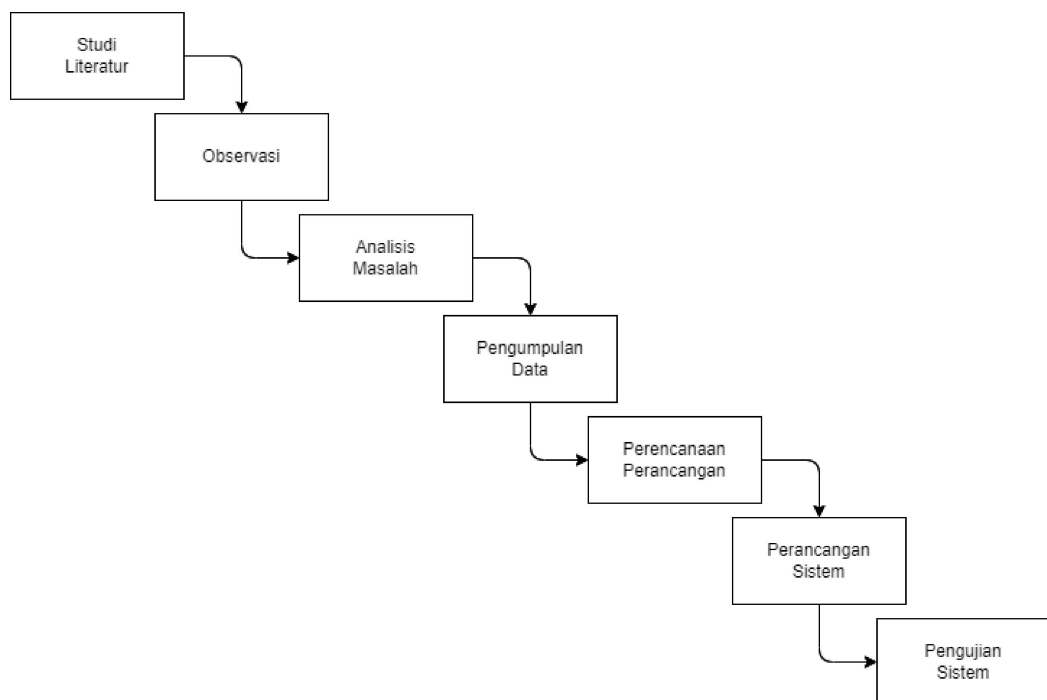 Studi
Literatur
Observasi
Analisis
Masalah
Pengumpulan
Data
Perencanaan
Perancangan
Perancangan
Sistem
Pengujian
Sistem